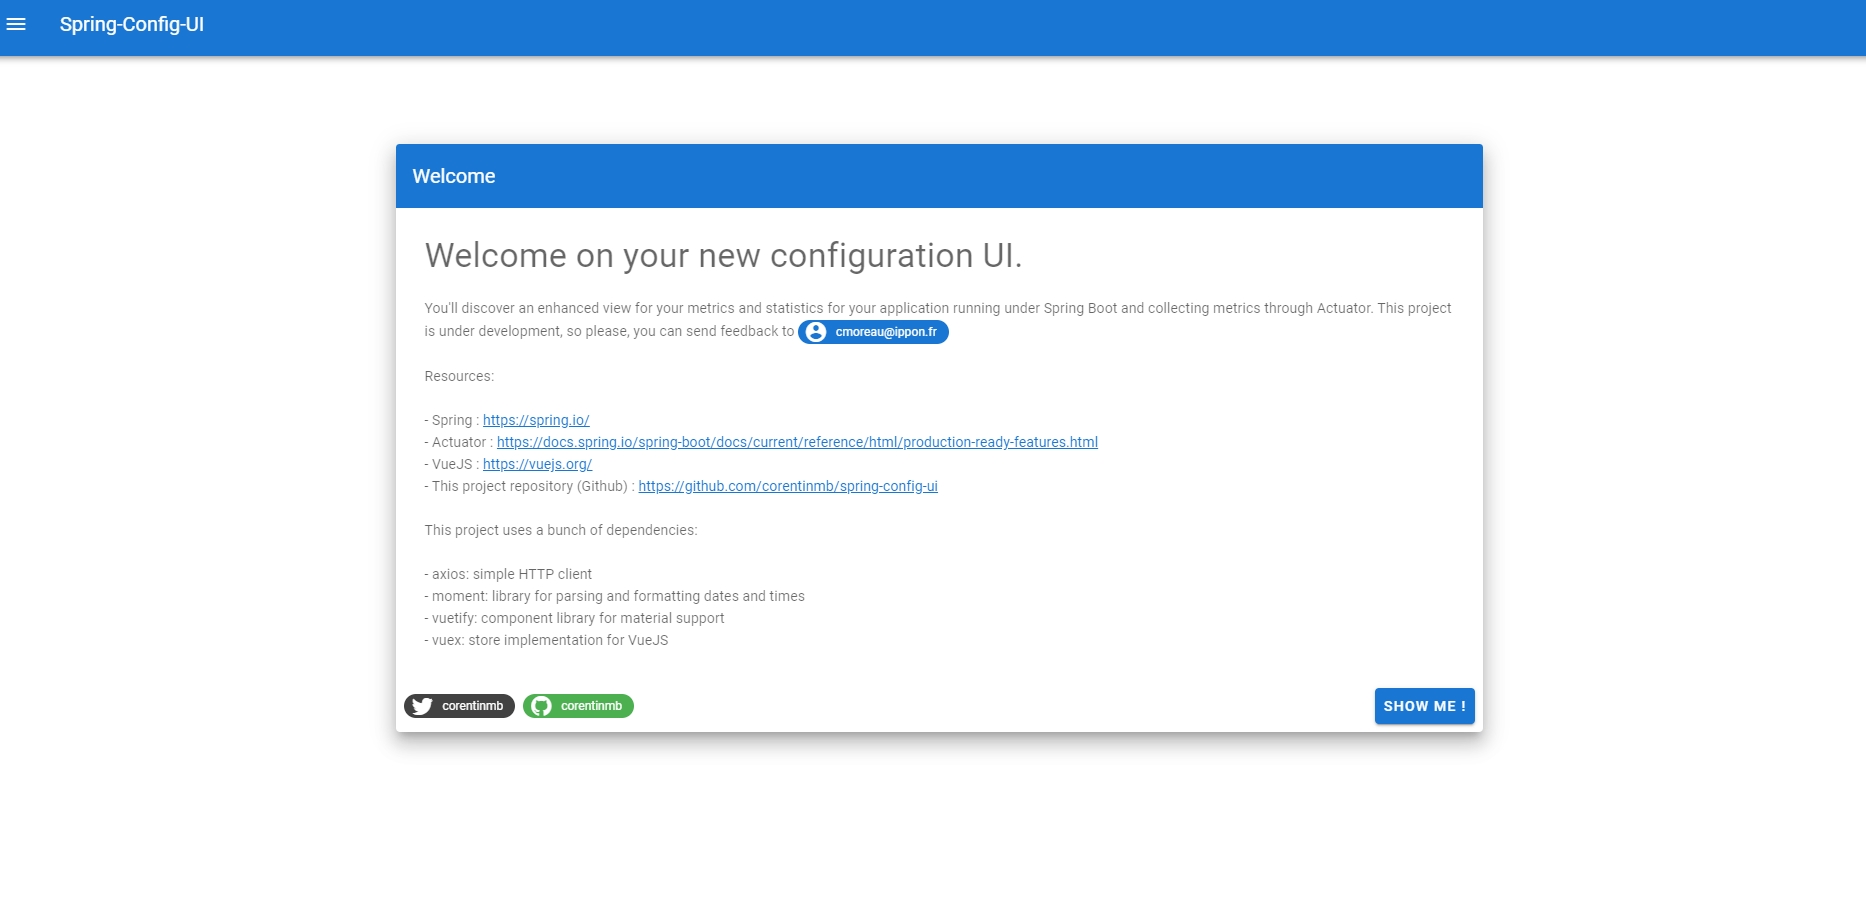 Spring-Config-UI
Welcome
Welcome on your new configuration UI.
You'll discover an enhanced view for your metrics and statistics for your application running under Spring Boot and collecting metrics through Actuator. This project
is under development, so please, you can send feedback to cmoreau@ippon.fr
Resources:
- Spring : https://spring.io/
- Actuator : https://docs.spring.io/spring-boot/docs/current/reference/html/production-ready-features.html
- VueJS : https://vuejs.org/
- This project repository (Github) : https://github.com/corentinmb/spring-config-ui
This project uses a bunch of dependencies:
- axios: simple HTTP client
- moment: library for parsing and formatting dates and times
- vuetify: component library for material support
- vuex: store implementation for VueJS
corentinmb corentinmb SHOW ME !